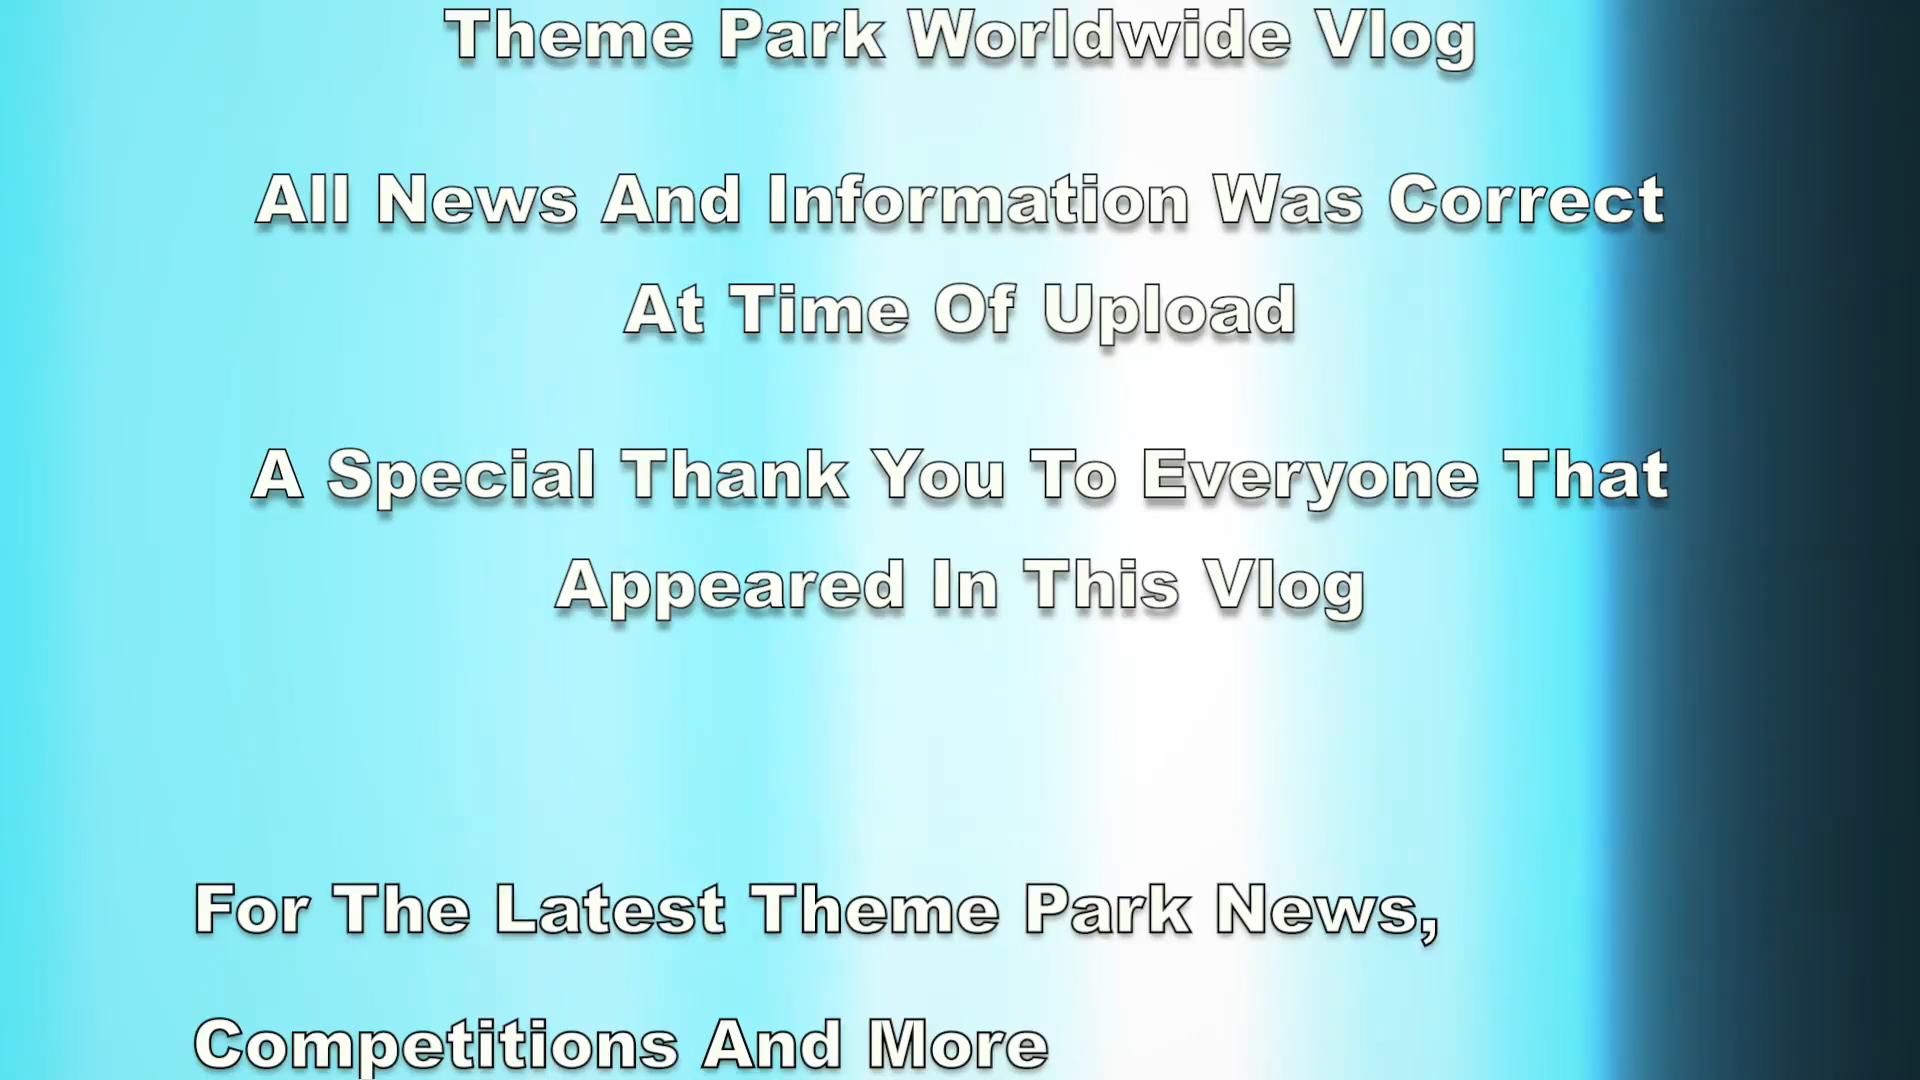 Theme Park Worldwide Vlog
All News And Information Was Correct
At Time Of Upload
A Special Thank You To Everyone That
Appeared In This Vlog
For The Latest Theme Park News,
Competitions And More